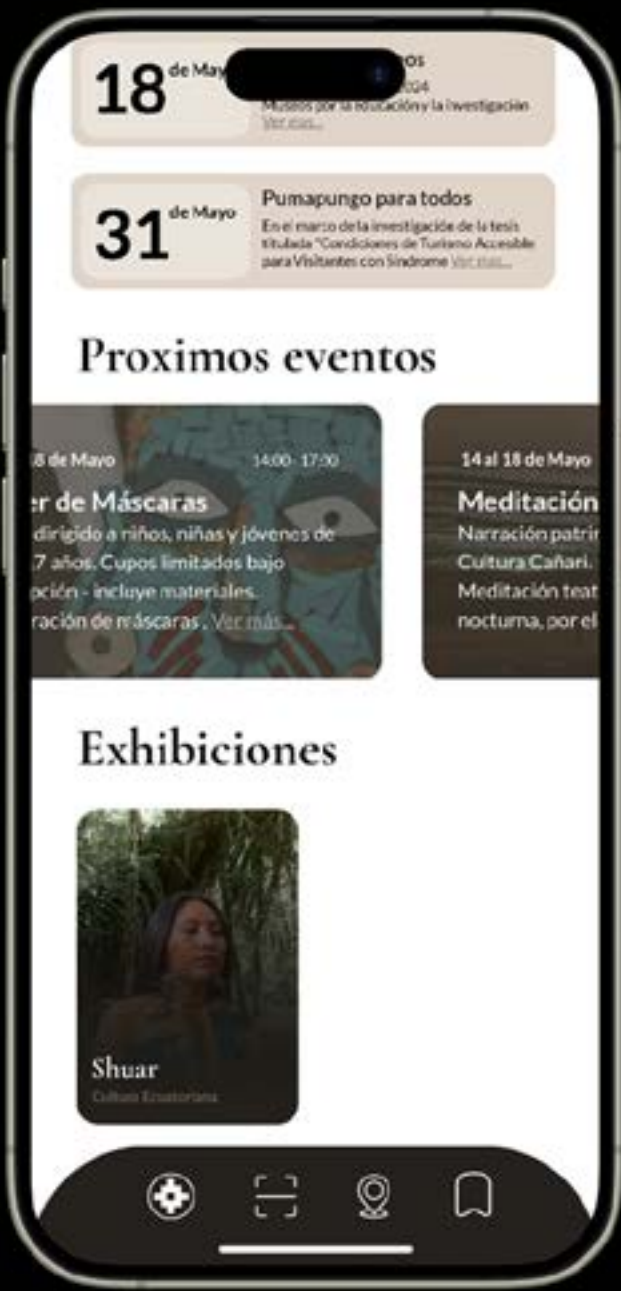 18 de May
2024
Museos por la educación y la investigación
Ver más...
31 de Mayo
Pumapungo para todos
En el marco de la investigación de la tesis
titulada "Condiciones de Turismo Accesible
para Visitantes con Sindrome Ver más...
Proximos eventos
8 de Mayo 14:00 - 17:00
er de Máscaras
dirigido a niños, niñas y jóvenes de
7 años. Cupos limitados bajo
pción - incluye materiales.
ración de máscaras . Ver más...
14 al 18 de Mayo
Meditación
Narración patrir
Cultura Cañari.
Meditación teat
nocturna, por el
Exhibiciones
Shuar
Cultura Ecuatoriana